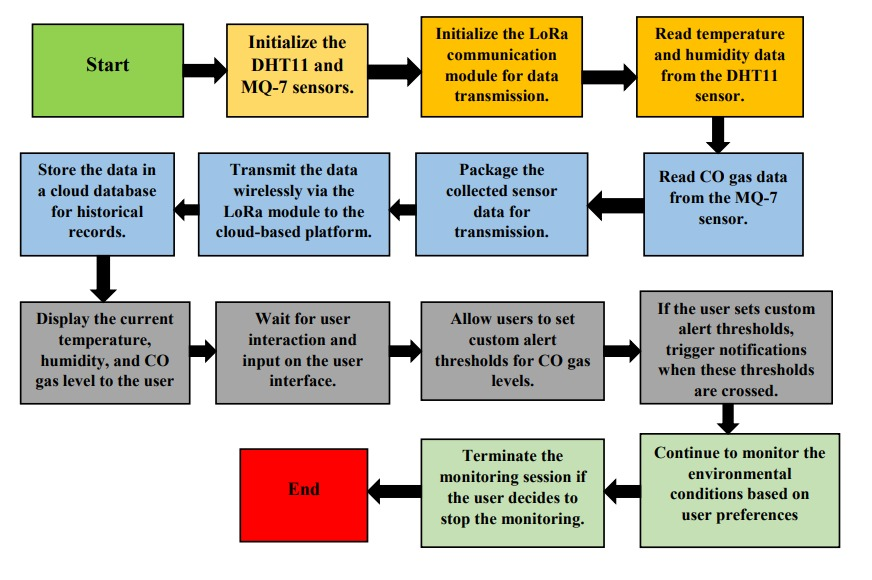 Start
Initialize the
DHT11 and
MQ-7 sensors.
Initialize the LoRa
communication
module for data
transmission.
Read temperature
and humidity data
from the DHT11
sensor.
Read CO gas data
from the MQ-7
sensor.
Package the
collected sensor
data for
transmission.
Transmit the data
wirelessly via the
LoRa module to the
cloud-based platform.
Store the data in
a cloud database
for historical
records.
Display the current
temperature,
humidity, and CO
gas level to the user
Wait for user
interaction and
input on the user
interface.
Allow users to set
custom alert
thresholds for CO gas
levels.
If the user sets custom
alert thresholds,
trigger notifications
when these thresholds
are crossed.
Continue to monitor the
environmental
conditions based on
user preferences
Terminate the
monitoring session if
the user decides to
stop the monitoring.
End